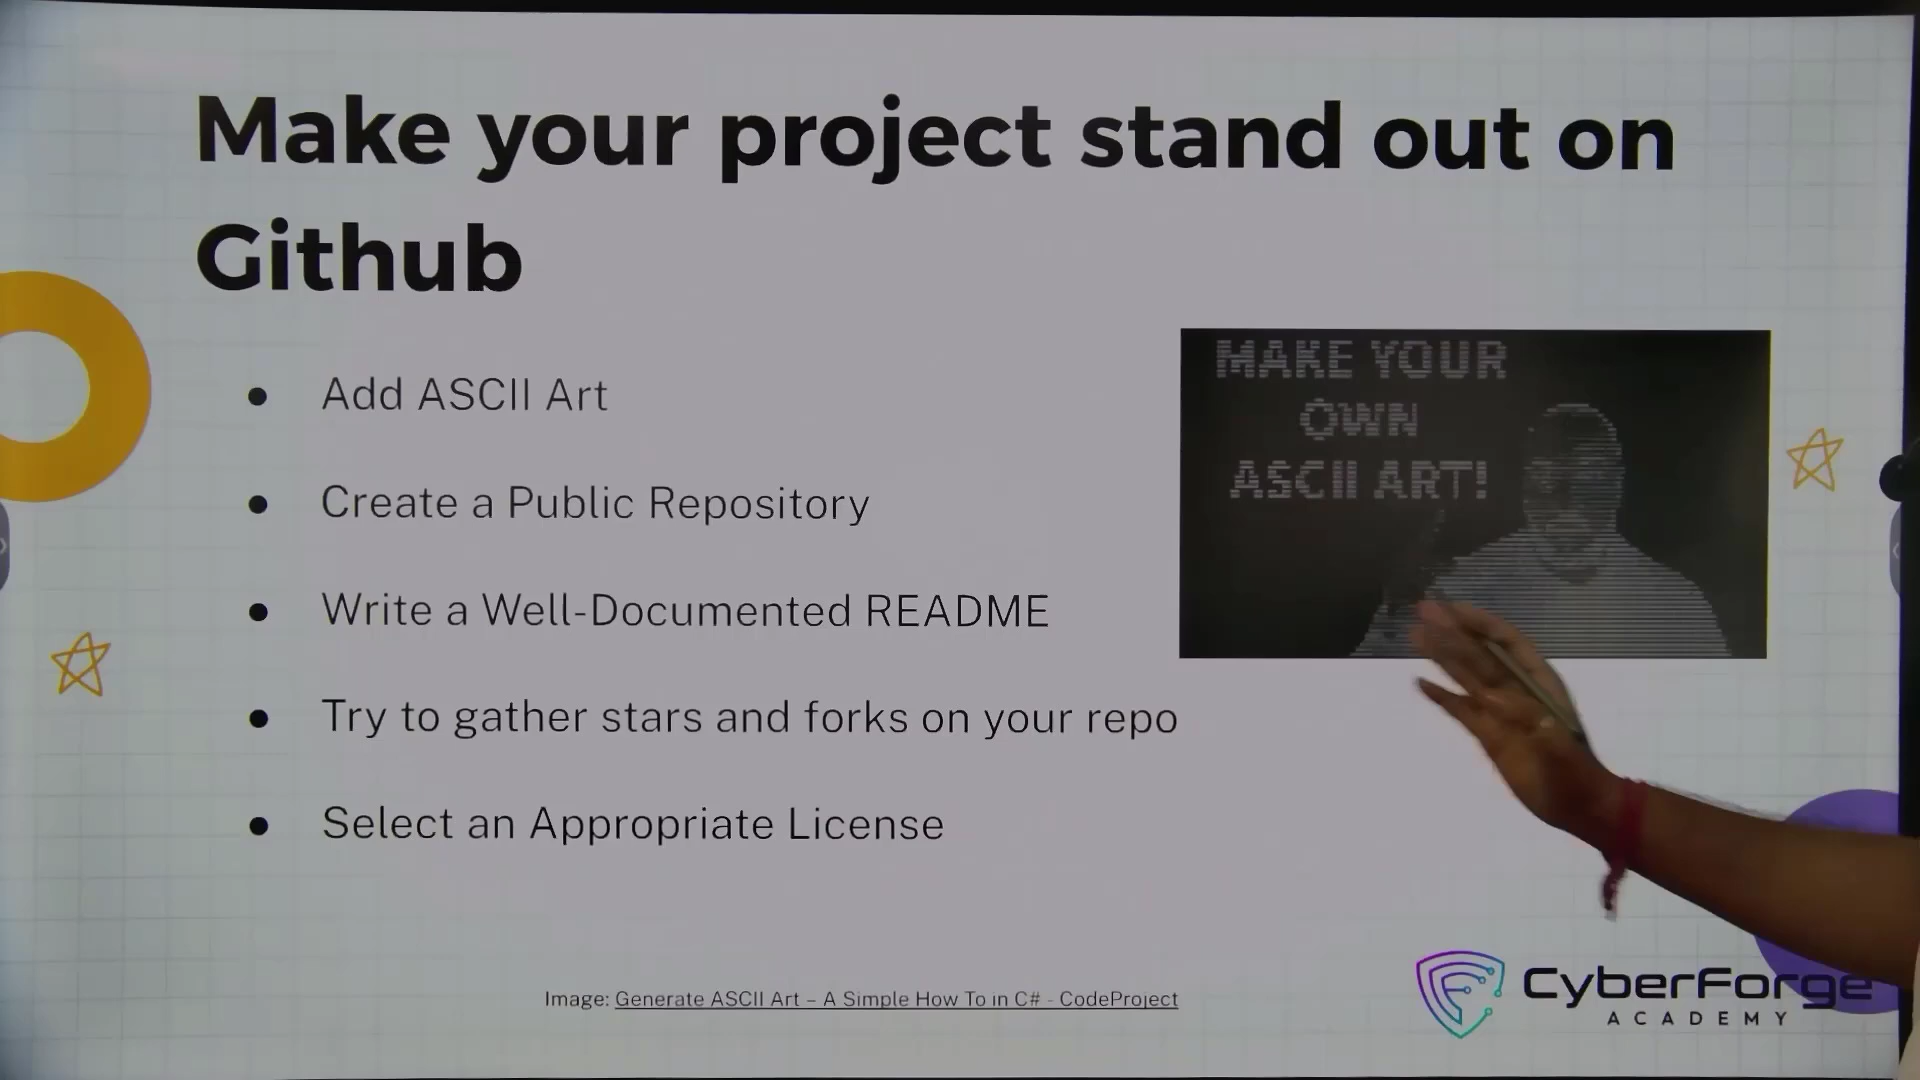 Make your project stand out on
Github
● Add ASCII Art
● Create a Public Repository
● Write a Well-Documented README
● Try to gather stars and forks on your repo
● Select an Appropriate License
MAKE YOUR
OWN
ASCII ART!
Image: Generate ASCII Art – A Simple How To in C# - CodeProject
CyberForge
ACADEMY